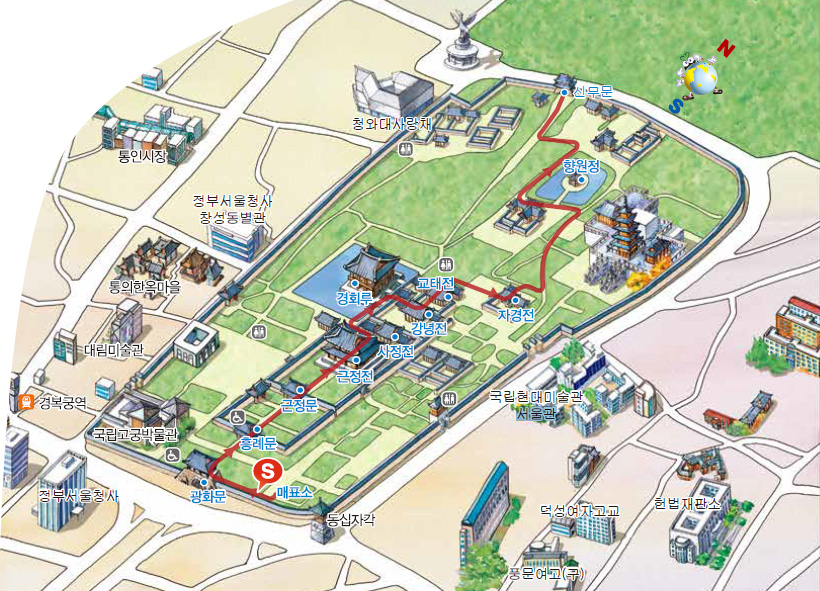 N
S
신무문
청와대사랑채
통인시장
향원정
정부서울청사
창성동별관
교태전
통의한옥마을
경회루
자경전
강녕전
대림미술관
사정전
근정전
경복궁역
근정문
국립현대미술관
서울관
국립고궁박물관
흥례문
S
매표소
광화문
정부서울청사
동십자각
덕성여자고교
헌법재판소
풍문여고(구)